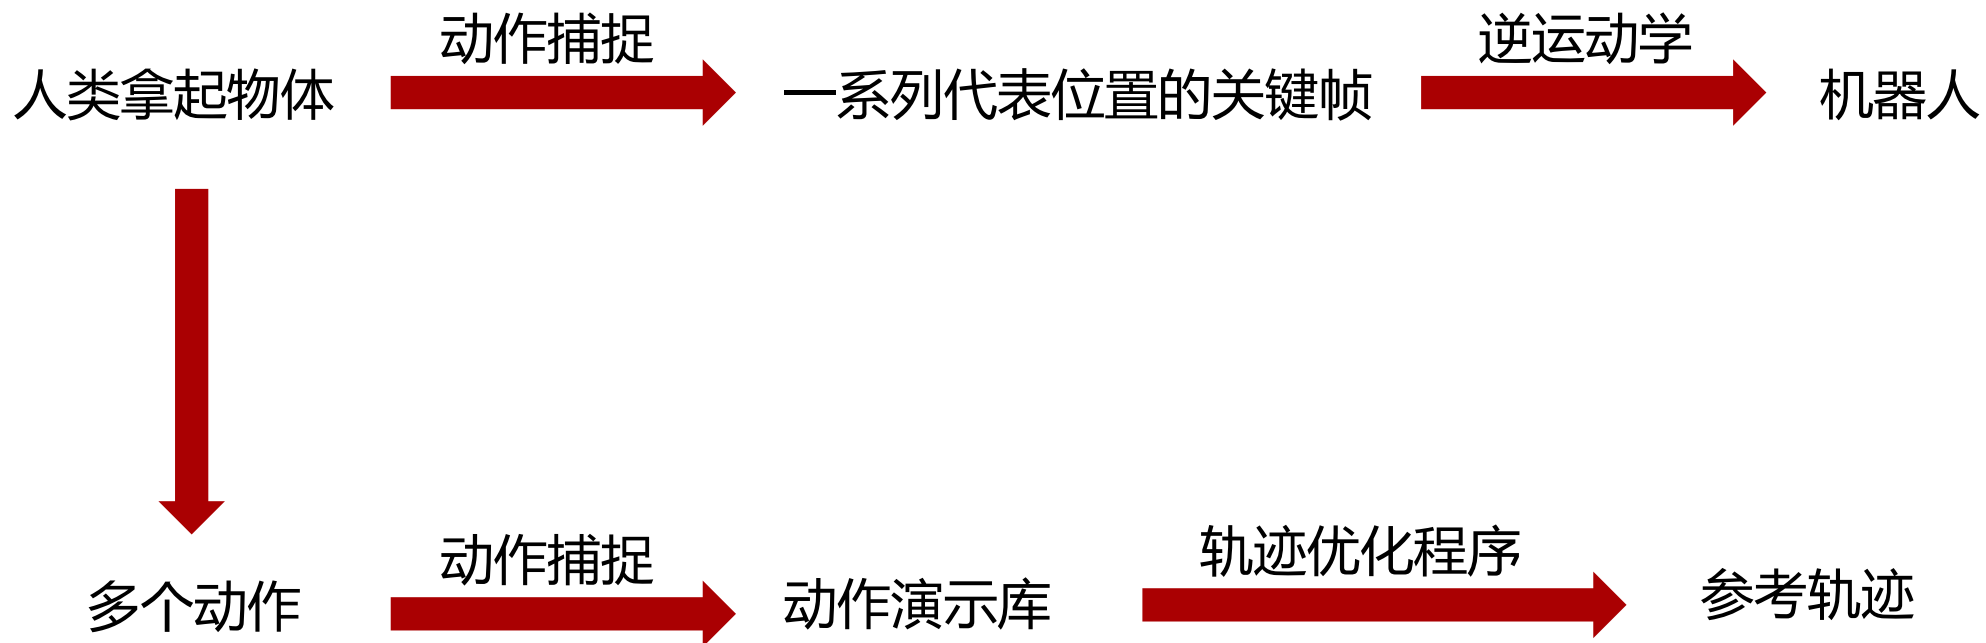 动作捕捉
逆运动学
人类拿起物体
一系列代表位置的关键帧
机器人
动作捕捉
轨迹优化程序
多个动作
动作演示库
参考轨迹